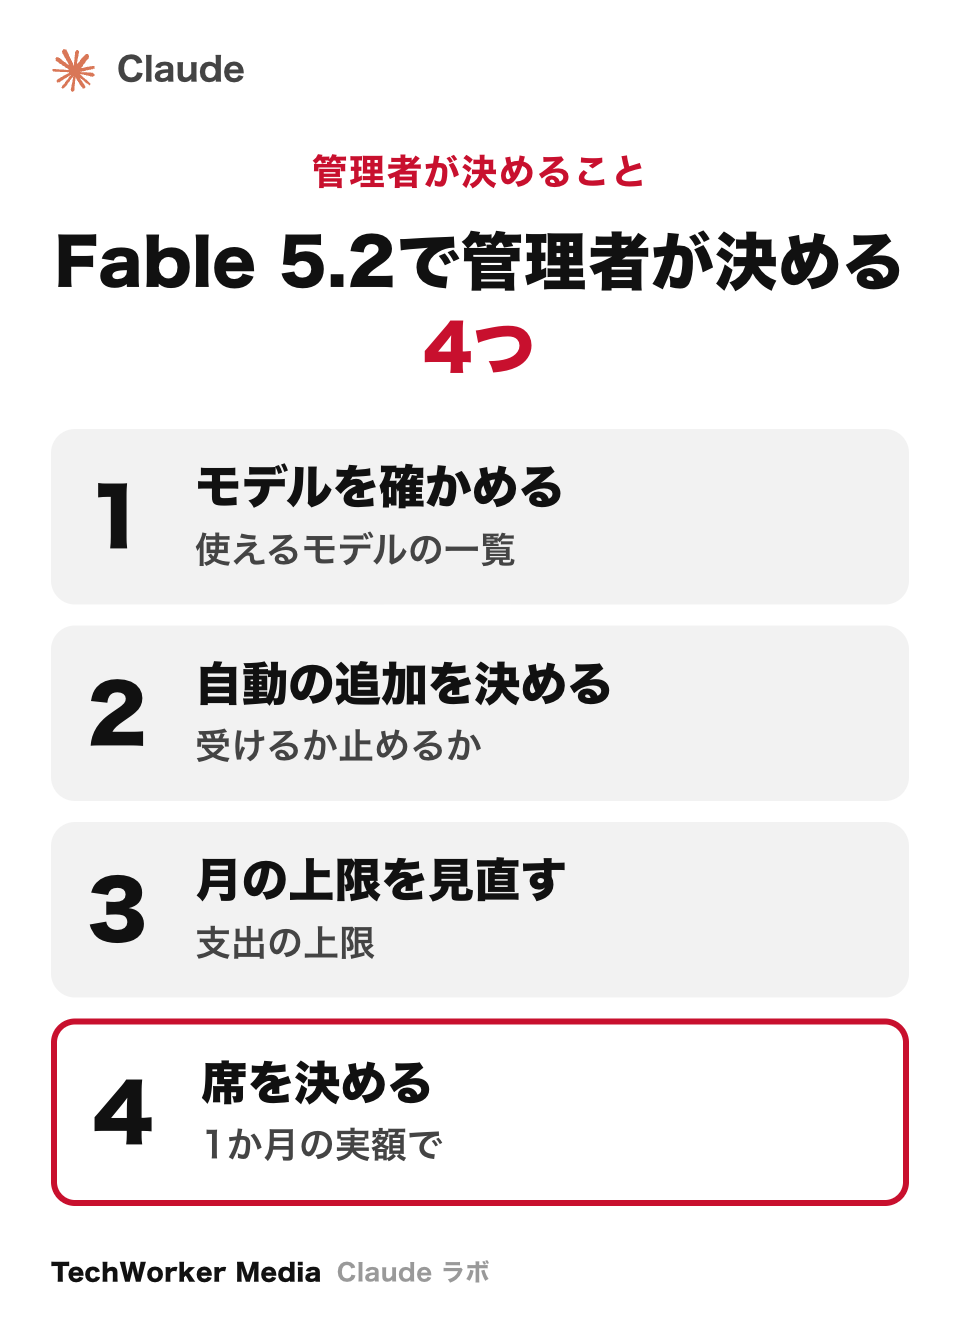 Claude
管理者が決めること
Fable 5.2で管理者が決める
4つ
1
モデルを確かめる
使えるモデルの一覧
2
自動の追加を決める
受けるか止めるか
3
月の上限を見直す
支出の上限
4
席を決める
1か月の実額で
TechWorker Media Claude ラボ